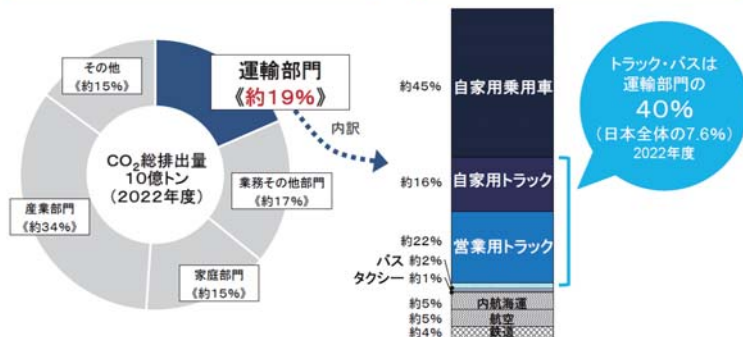 その他
《約15%》
運輸部門
《約19%》
内訳
CO₂総排出量
10億トン
(2022年度)
業務その他部門
《約17%》
産業部門
《約34%》
家庭部門
《約15%》
約45%
自家用乗用車
約16%
自家用トラック
約22%
営業用トラック
バス 約2%
タクシー 約1%
約5%
内航海運
約5%
航空
約4%
鉄道
トラック・バスは
運輸部門の
40%
(日本全体の7.6%)
2022年度